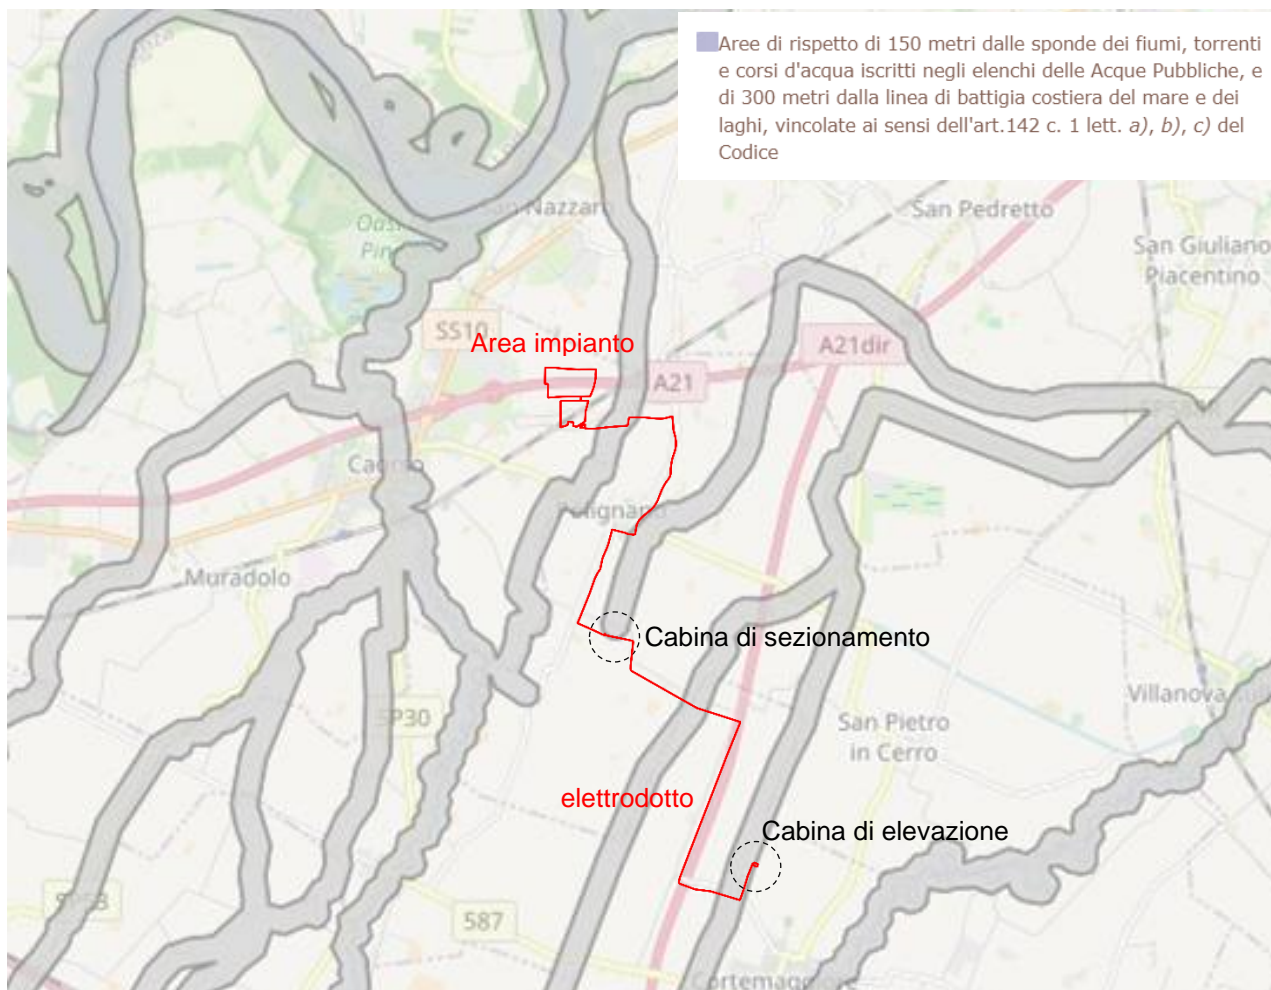 Aree di rispetto di 150 metri dalle sponde dei fiumi, torrenti
e corsi d'acqua iscritti negli elenchi delle Acque Pubbliche, e
di 300 metri dalla linea di battigia costiera del mare e dei
laghi, vincolate ai sensi dell'art.142 c. 1 lett. a), b), c) del
Codice
San Nazzaro
San Pedretto
San Giuliano
Piacentino
SS10
Area impianto
A21dir
A21
Muradolo
Cabina di sezionamento
Villanova
SP30
San Pietro
in Cerro
elettrodotto
Cabina di elevazione
587
Cortemaggiore